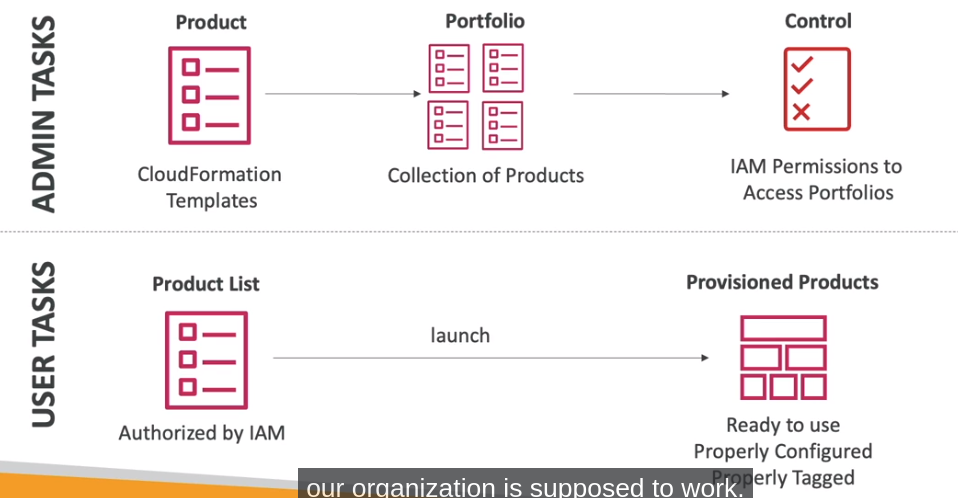 ADMIN TASKS
Product
Portfolio
Control
CloudFormation
Templates
Collection of Products
IAM Permissions to
Access Portfolios
USER TASKS
Product List
Provisioned Products
launch
Authorized by IAM
Ready to use
Properly Configured
Properly Tagged
our organization is supposed to work.